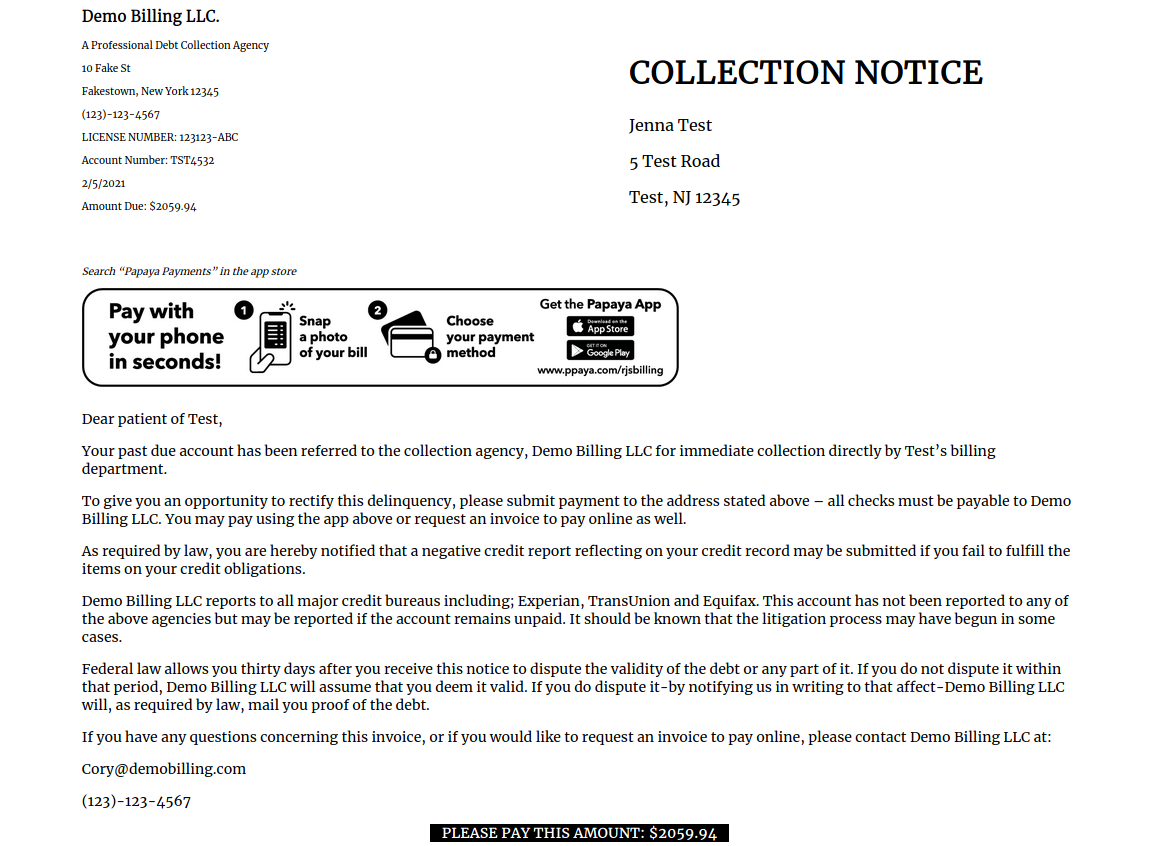 Demo Billing LLC.
A Professional Debt Collection Agency
10 Fake St
Fakestown, New York 12345
(123)-123-4567
LICENSE NUMBER: 123123-ABC
Account Number: TST4532
2/5/2021
Amount Due: $2059.94
COLLECTION NOTICE
Jenna Test
5 Test Road
Test, NJ 12345
Search “Papaya Payments” in the app store
Pay with
your phone
in seconds!
1
Snap
a photo
of your bill
2
Choose
your payment
method
Get the Papaya App
Download on the
App Store
GET IT ON
Google Play
www.ppaya.com/rjsbilling
Dear patient of Test,
Your past due account has been referred to the collection agency, Demo Billing LLC for immediate collection directly by Test’s billing
department.
To give you an opportunity to rectify this delinquency, please submit payment to the address stated above – all checks must be payable to Demo
Billing LLC. You may pay using the app above or request an invoice to pay online as well.
As required by law, you are hereby notified that a negative credit report reflecting on your credit record may be submitted if you fail to fulfill the
items on your credit obligations.
Demo Billing LLC reports to all major credit bureaus including; Experian, TransUnion and Equifax. This account has not been reported to any of
the above agencies but may be reported if the account remains unpaid. It should be known that the litigation process may have begun in some
cases.
Federal law allows you thirty days after you receive this notice to dispute the validity of the debt or any part of it. If you do not dispute it within
that period, Demo Billing LLC will assume that you deem it valid. If you do dispute it-by notifying us in writing to that affect-Demo Billing LLC
will, as required by law, mail you proof of the debt.
If you have any questions concerning this invoice, or if you would like to request an invoice to pay online, please contact Demo Billing LLC at:
Cory@demobilling.com
(123)-123-4567
PLEASE PAY THIS AMOUNT: $2059.94